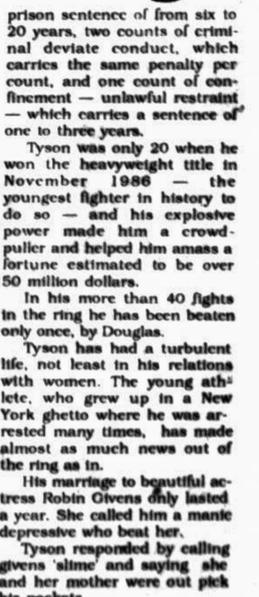 prison sentence of from six to
20 years, two counts of crimi-
nal deviate conduct, which
carries the same penalty per
count, and one count of con-
finement — unlawful restraint
— which carries a sentence of
one to three years.
Tyson was only 20 when he
won the heavyweight title in
November 1986 — the
youngest fighter in history to
do so — and his explosive
power made him a crowd-
puller and helped him amass a
fortune estimated to be over
50 million dollars.
In his more than 40 fights
in the ring he has been beaten
only once, by Douglas.
Tyson has had a turbulent
life, not least in his relations
with women. The young ath-
lete, who grew up in a New
York ghetto where he was ar-
rested many times, has made
almost as much news out of
the ring as in.
His marriage to beautiful ac-
tress Robin Givens only lasted
a year. She called him a manic
depressive who beat her.
Tyson responded by calling
givens 'slime' and saying she
and her mother were out pick